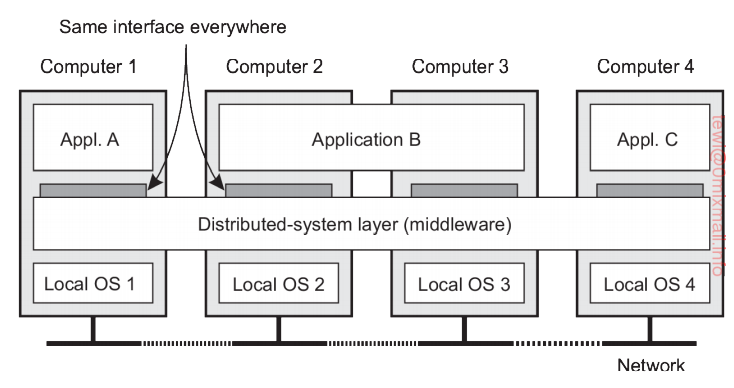 Same interface everywhere
Computer 1
Computer 2
Computer 3
Computer 4
Appl. A
Application B
Appl. C
Distributed-system layer (middleware)
Local OS 1
Local OS 2
Local OS 3
Local OS 4
Network